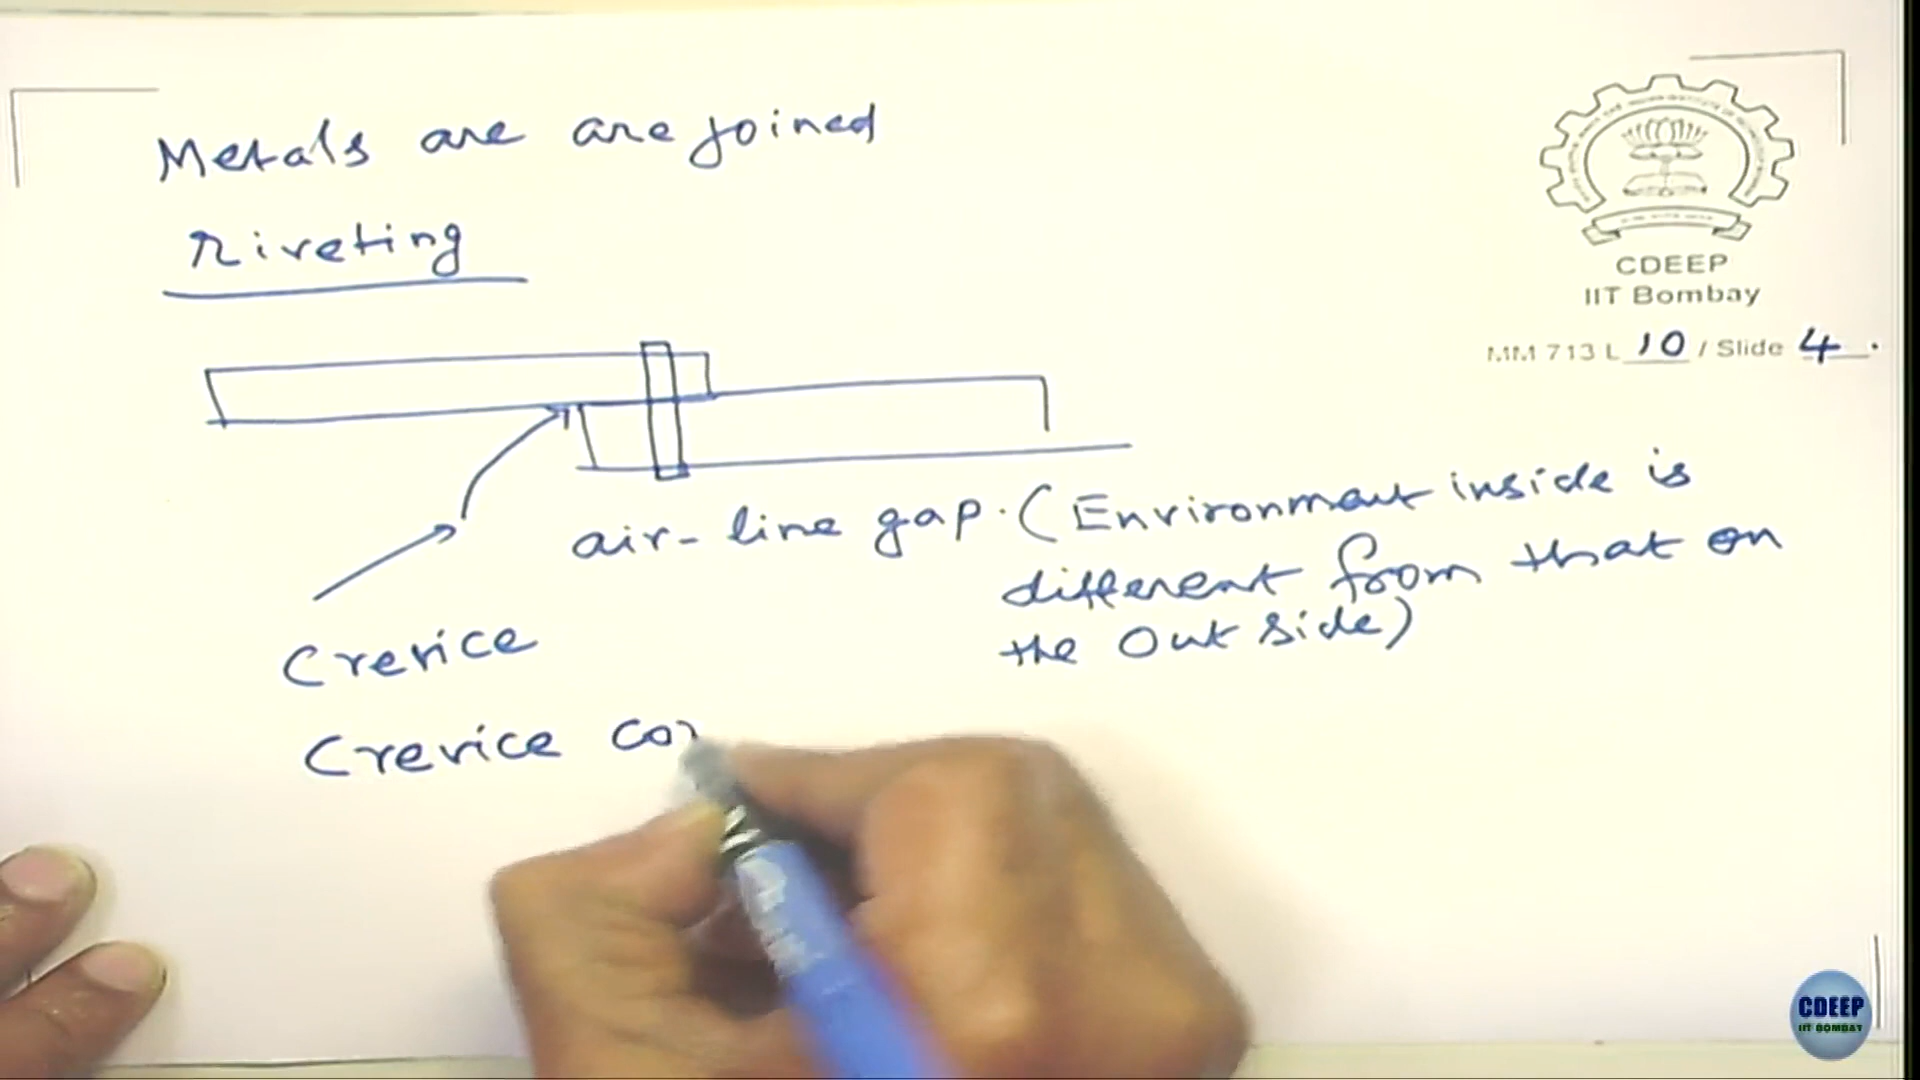 Metals are are joined
riveting
CDEEP
IIT Bombay
MM 713 L 10 / Slide 4
air-line gap. (Environment inside is
different from that on
the out side)
Crevice
Crevice cor
CDEEP
IIT BOMBAY